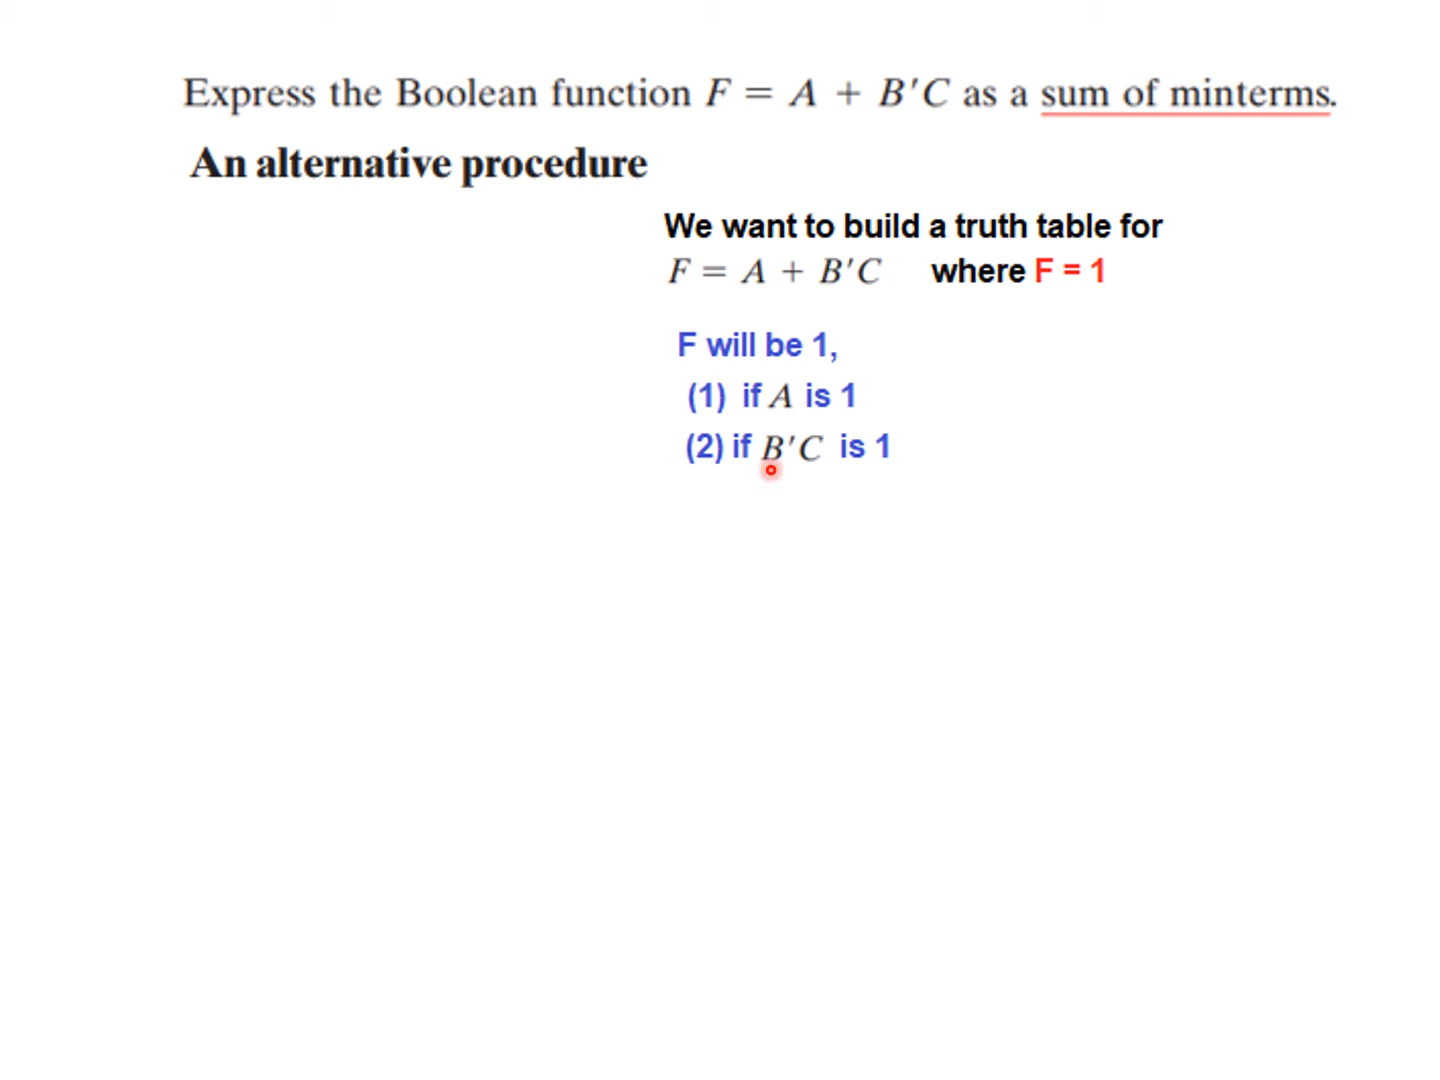 Express the Boolean function F = A + B′C as a sum of minterms.
An alternative procedure
We want to build a truth table for
F = A + B′C where F = 1
F will be 1,
(1) if A is 1
(2) if B′C is 1